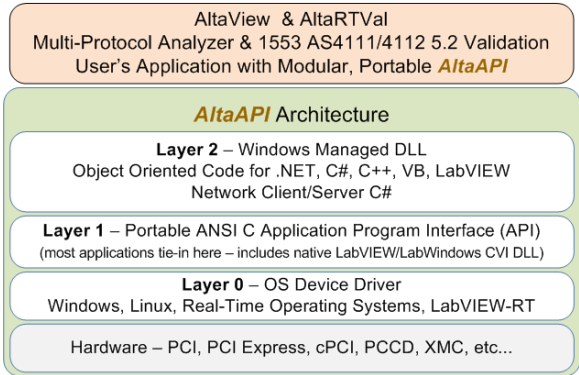 AltaView & AltaRTVal
Multi-Protocol Analyzer & 1553 AS4111/4112 5.2 Validation
User's Application with Modular, Portable AltaAPI
AltaAPI Architecture
Layer 2 – Windows Managed DLL
Object Oriented Code for .NET, C#, C++, VB, LabVIEW
Network Client/Server C#
Layer 1 – Portable ANSI C Application Program Interface (API)
(most applications tie-in here – includes native LabVIEW/LabWindows CVI DLL)
Layer 0 – OS Device Driver
Windows, Linux, Real-Time Operating Systems, LabVIEW-RT
Hardware – PCI, PCI Express, cPCI, PCCD, XMC, etc...